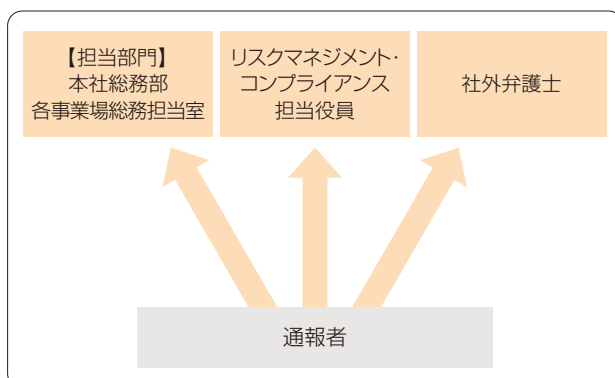 【担当部門】
本社総務部
各事業場総務担当室
リスクマネジメント・
コンプライアンス
担当役員
社外弁護士
通報者